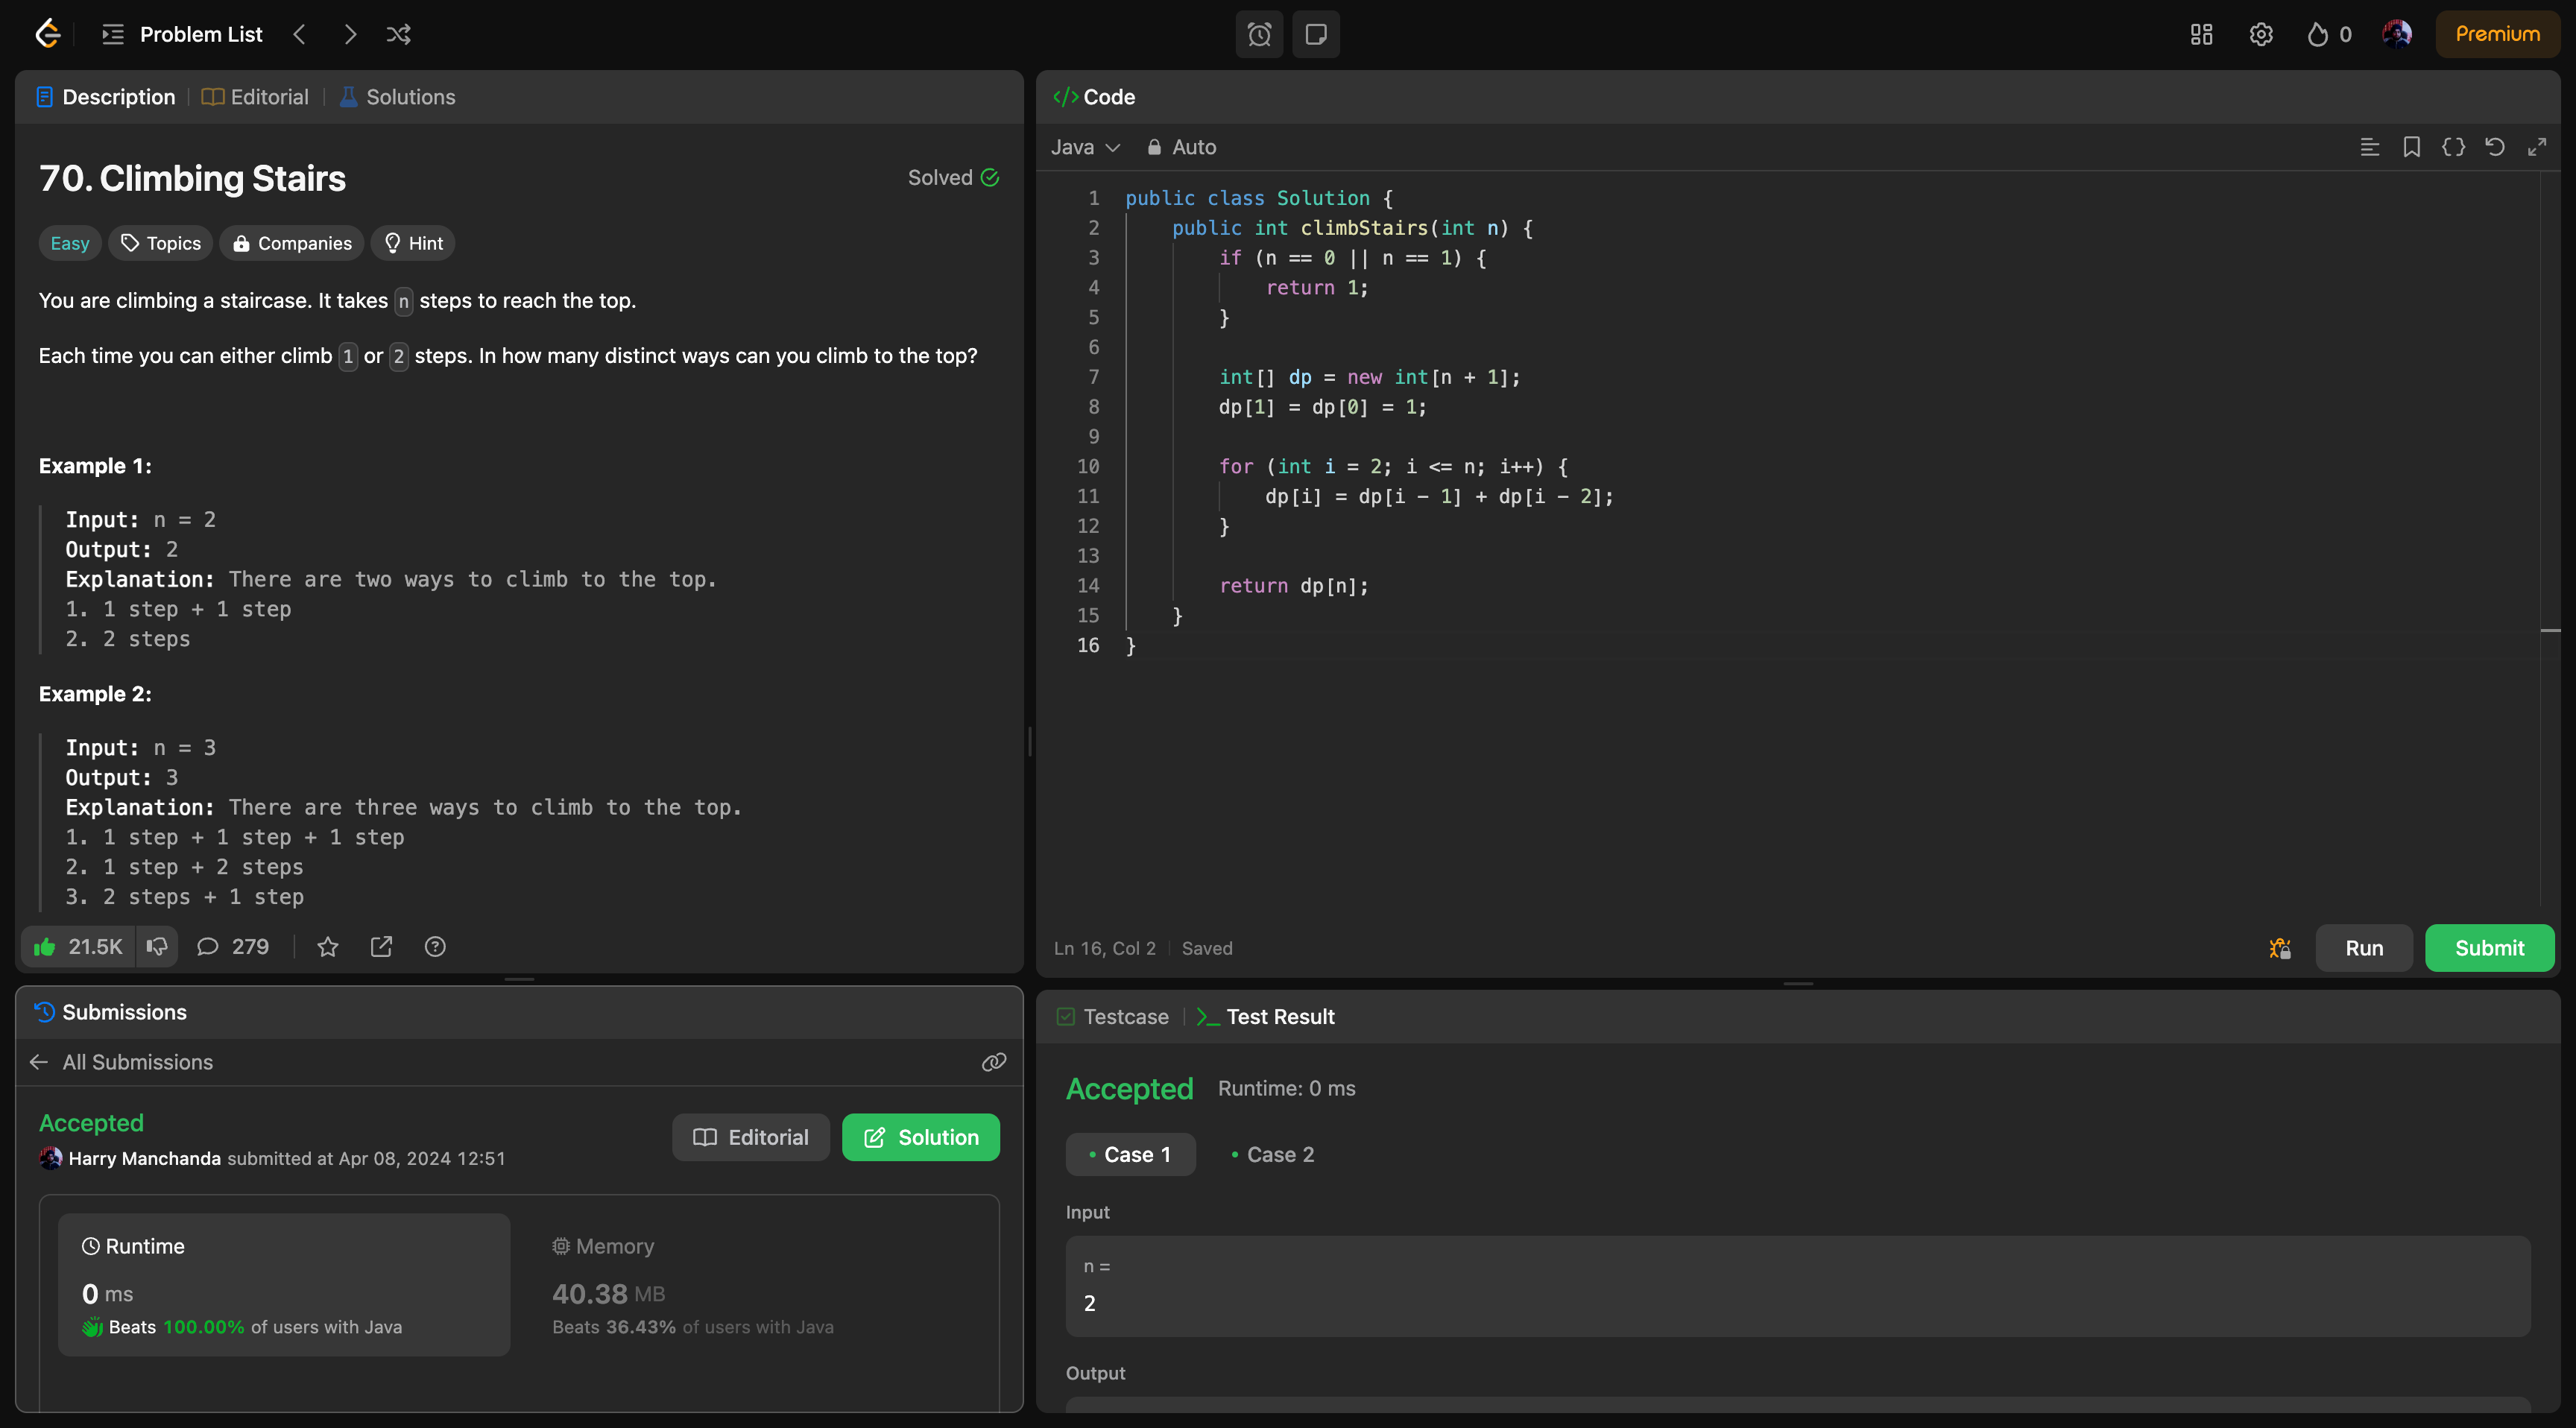 Problem List
0
Premium
Description
Editorial
Solutions
70. Climbing Stairs
Solved
Easy
Topics
Companies
Hint
You are climbing a staircase. It takes n steps to reach the top.
Each time you can either climb 1 or 2 steps. In how many distinct ways can you climb to the top?
Example 1:
Input: n = 2
Output: 2
Explanation: There are two ways to climb to the top.
1. 1 step + 1 step
2. 2 steps
Example 2:
Input: n = 3
Output: 3
Explanation: There are three ways to climb to the top.
1. 1 step + 1 step + 1 step
2. 1 step + 2 steps
3. 2 steps + 1 step
21.5K
279
Submissions
All Submissions
Accepted
Harry Manchanda submitted at Apr 08, 2024 12:51
Editorial
Solution
Runtime
0 ms
Beats 100.00% of users with Java
Memory
40.38 MB
Beats 36.43% of users with Java
</> Code
Java
Auto
1 public class Solution {
2 public int climbStairs(int n) {
3 if (n == 0 || n == 1) {
4 return 1;
5 }
6
7 int[] dp = new int[n + 1];
8 dp[1] = dp[0] = 1;
9
10 for (int i = 2; i <= n; i++) {
11 dp[i] = dp[i - 1] + dp[i - 2];
12 }
13
14 return dp[n];
15 }
16 }
Ln 16, Col 2
Saved
Run
Submit
Testcase
Test Result
Accepted
Runtime: 0 ms
Case 1
Case 2
Input
n =
2
Output